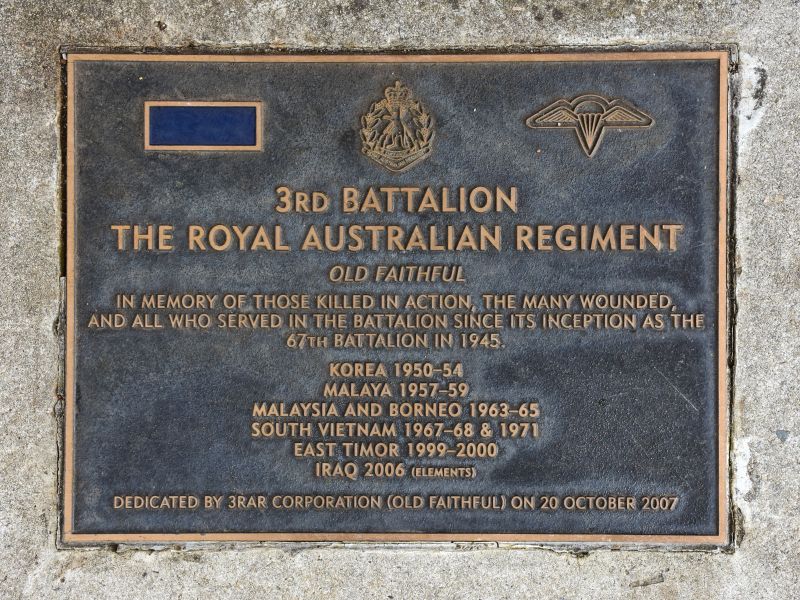 3RD BATTALION
THE ROYAL AUSTRALIAN REGIMENT
OLD FAITHFUL
IN MEMORY OF THOSE KILLED IN ACTION, THE MANY WOUNDED,
AND ALL WHO SERVED IN THE BATTALION SINCE ITS INCEPTION AS THE
67TH BATTALION IN 1945.
KOREA 1950–54
MALAYA 1957–59
MALAYSIA AND BORNEO 1963–65
SOUTH VIETNAM 1967–68 & 1971
EAST TIMOR 1999–2000
IRAQ 2006 (ELEMENTS)
DEDICATED BY 3RAR CORPORATION (OLD FAITHFUL) ON 20 OCTOBER 2007